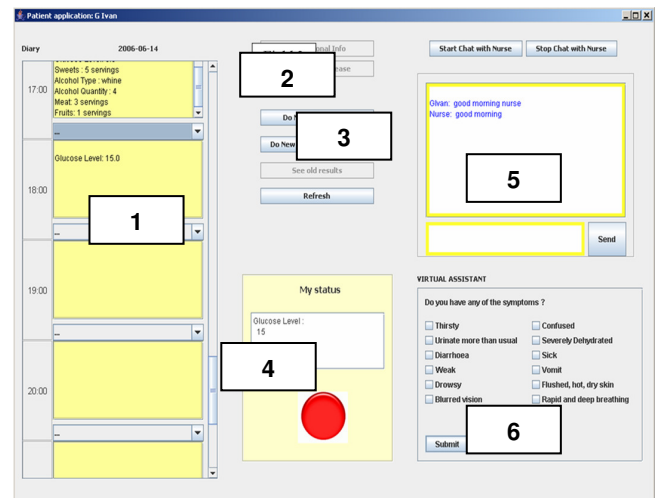 Patient application: G Ivan
Diary 2006-06-14
Sweets : 5 servings
Alcohol Type : whine
17:00
Alcohol Quantity : 4
Meat: 3 servings
Fruits: 1 servings
...
Glucose Level: 15.0
18:00
1
...
19:00
...
20:00
...
Info
2
Do
3
Do New
See old results
Refresh
My status
Glucose Level :
15
4
Start Chat with Nurse Stop Chat with Nurse
GIvan: good morning nurse
Nurse: good morning
5
Send
VIRTUAL ASSISTANT
Do you have any of the symptoms ?
Thirsty Confused
Urinate more than usual Severely Dehydrated
Diarrhoea Sick
Weak Vomit
Drowsy Flushed, hot, dry skin
Blurred vision Rapid and deep breathing
6
Submit